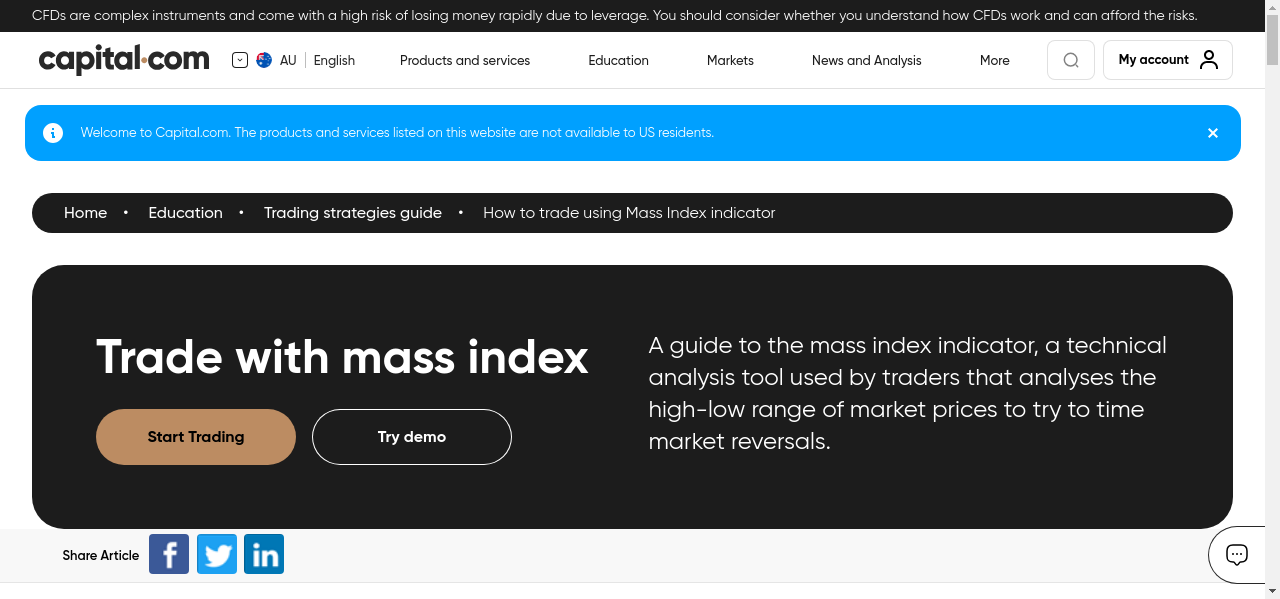 CFDs are complex instruments and come with a high risk of losing money rapidly due to leverage. You should consider whether you understand how CFDs work and can afford the risks.
capital.com
AU English
Products and services
Education
Markets
News and Analysis
More
My account
Welcome to Capital.com. The products and services listed on this website are not available to US residents.
Home • Education • Trading strategies guide • How to trade using Mass Index indicator
Trade with mass index
Start Trading
Try demo
A guide to the mass index indicator, a technical
analysis tool used by traders that analyses the
high-low range of market prices to try to time
market reversals.
Share Article